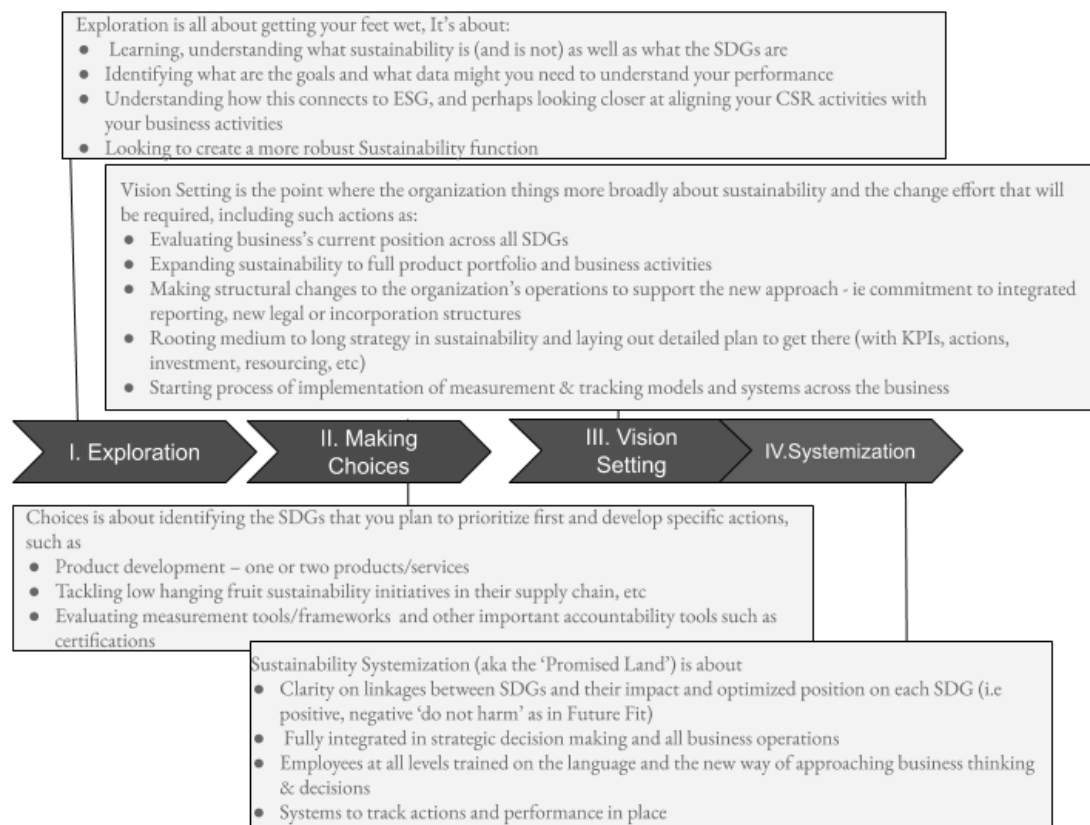 Exploration is all about getting your feet wet, It's about:
● Learning, understanding what sustainability is (and is not) as well as what the SDGs are
● Identifying what are the goals and what data might you need to understand your performance
● Understanding how this connects to ESG, and perhaps looking closer at aligning your CSR activities with
your business activities
● Looking to create a more robust Sustainability function
Vision Setting is the point where the organization things more broadly about sustainability and the change effort that will
be required, including such actions as:
● Evaluating business's current position across all SDGs
● Expanding sustainability to full product portfolio and business activities
● Making structural changes to the organization's operations to support the new approach - ie commitment to integrated
reporting, new legal or incorporation structures
● Rooting medium to long strategy in sustainability and laying out detailed plan to get there (with KPIs, actions,
investment, resourcing, etc)
● Starting process of implementation of measurement & tracking models and systems across the business
I. Exploration
II. Making
Choices
III. Vision
Setting
IV.Systemization
Choices is about identifying the SDGs that you plan to prioritize first and develop specific actions,
such as
● Product development – one or two products/services
● Tackling low hanging fruit sustainability initiatives in their supply chain, etc
● Evaluating measurement tools/frameworks and other important accountability tools such as
certifications
Sustainability Systemization (aka the 'Promised Land') is about
● Clarity on linkages between SDGs and their impact and optimized position on each SDG (i.e
positive, negative 'do not harm' as in Future Fit)
● Fully integrated in strategic decision making and all business operations
● Employees at all levels trained on the language and the new way of approaching business thinking
& decisions
● Systems to track actions and performance in place